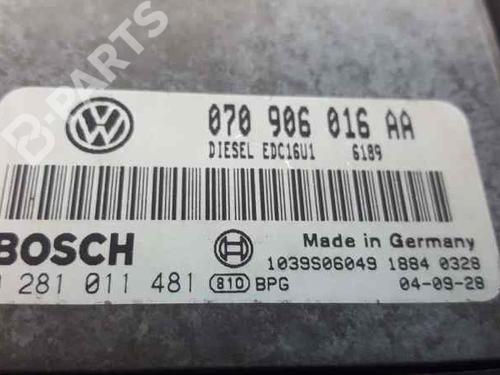 B-PARTS
070 906 016 AA
DIESEL EDC16U1 6189
BOSCH
Made in Germany
281 011 481 810 BPG
1039S06049 1884 0328
04-09-28